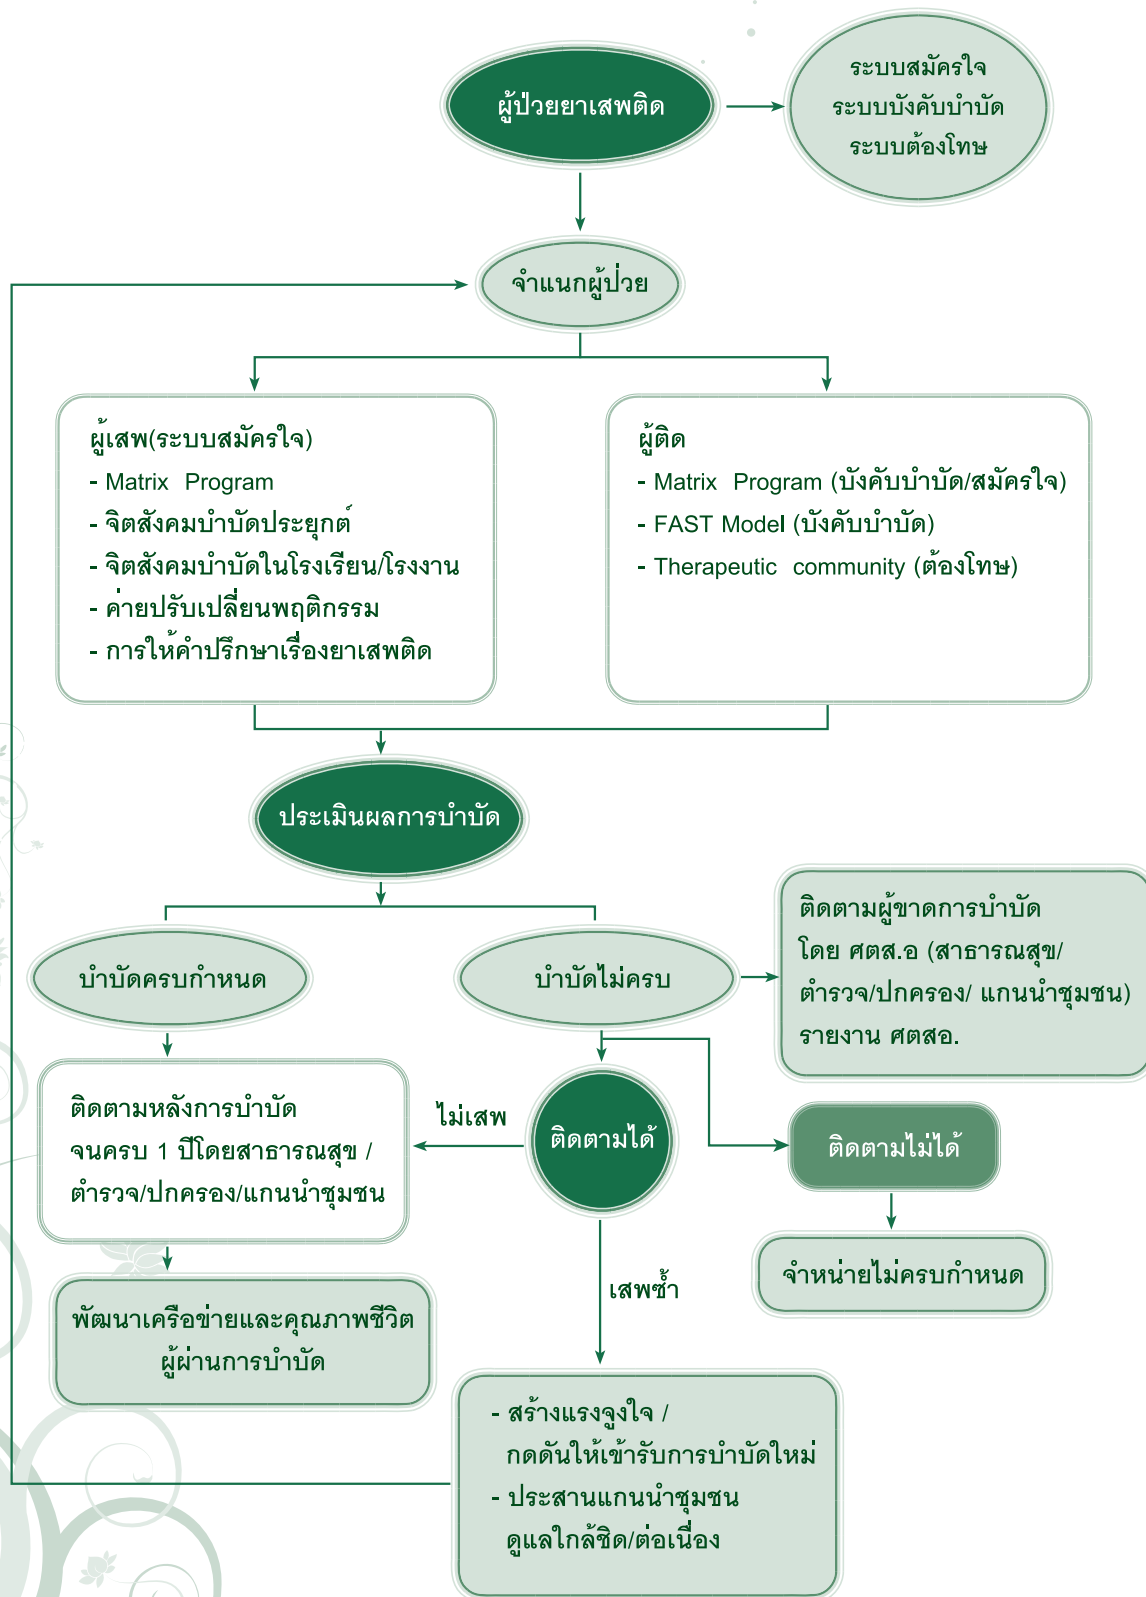 ผู้ป่วยยาเสพติด
ระบบสมัครใจ
ระบบบังคับบำบัด
ระบบต้องโทษ
จำแนกผู้ป่วย
ผู้เสพ(ระบบสมัครใจ)
- Matrix Program
- จิตสังคมบำบัดประยุกต์
- จิตสังคมบำบัดในโรงเรียน/โรงงาน
- ค่ายปรับเปลี่ยนพฤติกรรม
- การให้คำปรึกษาเรื่องยาเสพติด
ผู้ติด
- Matrix Program (บังคับบำบัด/สมัครใจ)
- FAST Model (บังคับบำบัด)
- Therapeutic community (ต้องโทษ)
ประเมินผลการบำบัด
บำบัดครบกำหนด
บำบัดไม่ครบ
ติดตามผู้ขาดการบำบัด
โดย ศตส.อ (สาธารณสุข/
ตำรวจ/ปกครอง/ แกนนำชุมชน)
รายงาน ศตสอ.
ติดตามหลังการบำบัด
จนครบ 1 ปีโดยสาธารณสุข /
ตำรวจ/ปกครอง/แกนนำชุมชน
ไม่เสพ
ติดตามได้
ติดตามไม่ได้
จำหน่ายไม่ครบกำหนด
เสพซ้ำ
พัฒนาเครือข่ายและคุณภาพชีวิต
ผู้ผ่านการบำบัด
- สร้างแรงจูงใจ /
กดดันให้เข้ารับการบำบัดใหม่
- ประสานแกนนำชุมชน
ดูแลใกล้ชิด/ต่อเนื่อง